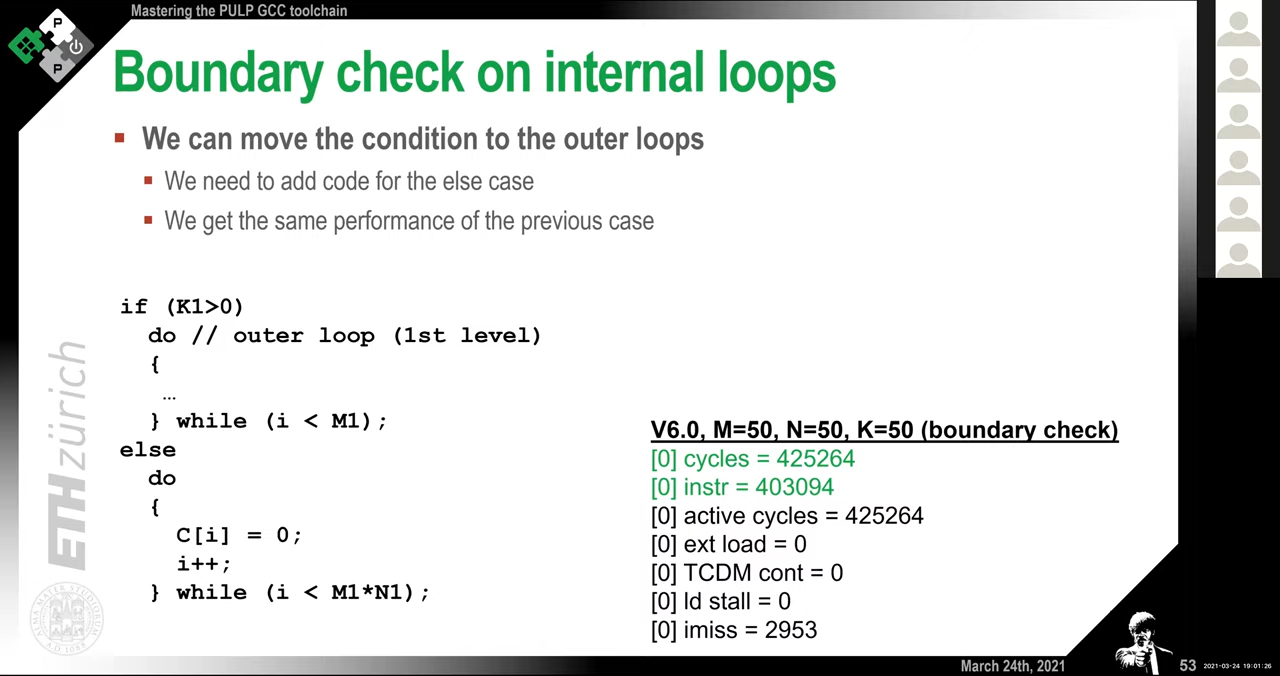 Mastering the PULP GCC toolchain
P
P
Boundary check on internal loops
We can move the condition to the outer loops
We need to add code for the else case
We get the same performance of the previous case
if (K1>0)
do // outer loop (1st level)
{
…
} while (i < M1);
else
do
{
C[i] = 0;
i++;
} while (i < M1*N1);
V6.0, M=50, N=50, K=50 (boundary check)
[0] cycles = 425264
[0] instr = 403094
[0] active cycles = 425264
[0] ext load = 0
[0] TCDM cont = 0
[0] ld stall = 0
[0] imiss = 2953
ETH zürich
ALMA MATER STUDIORUM
A.D. 1088
March 24th, 2021
53
2021-03-24 19:01:26